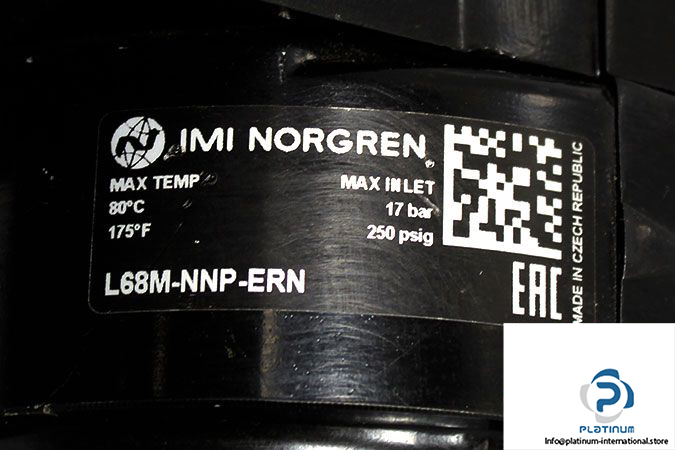 IMI NORGREN
MAX TEMP
80°C
175°F
MAX INLET
17 bar
250 psig
L68M-NNP-ERN
EAC
MADE IN CZECH REPUBLIC
PLATINUM
Info@platinum-international.store